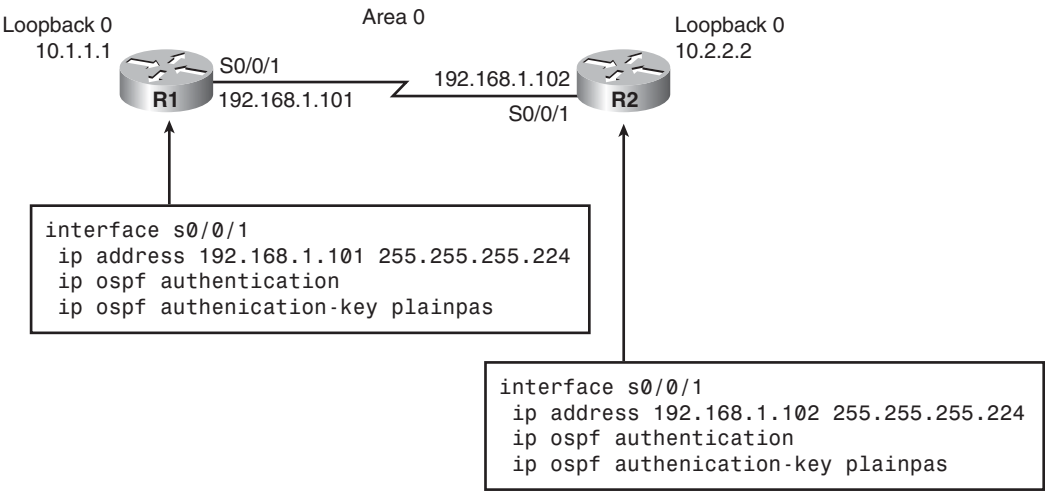 Area 0
Loopback 0
10.1.1.1
Loopback 0
10.2.2.2
S0/0/1
R1
192.168.1.101
192.168.1.102
R2
S0/0/1
interface s0/0/1
ip address 192.168.1.101 255.255.255.224
ip ospf authentication
ip ospf authenication-key plainpas
interface s0/0/1
ip address 192.168.1.102 255.255.255.224
ip ospf authentication
ip ospf authenication-key plainpas